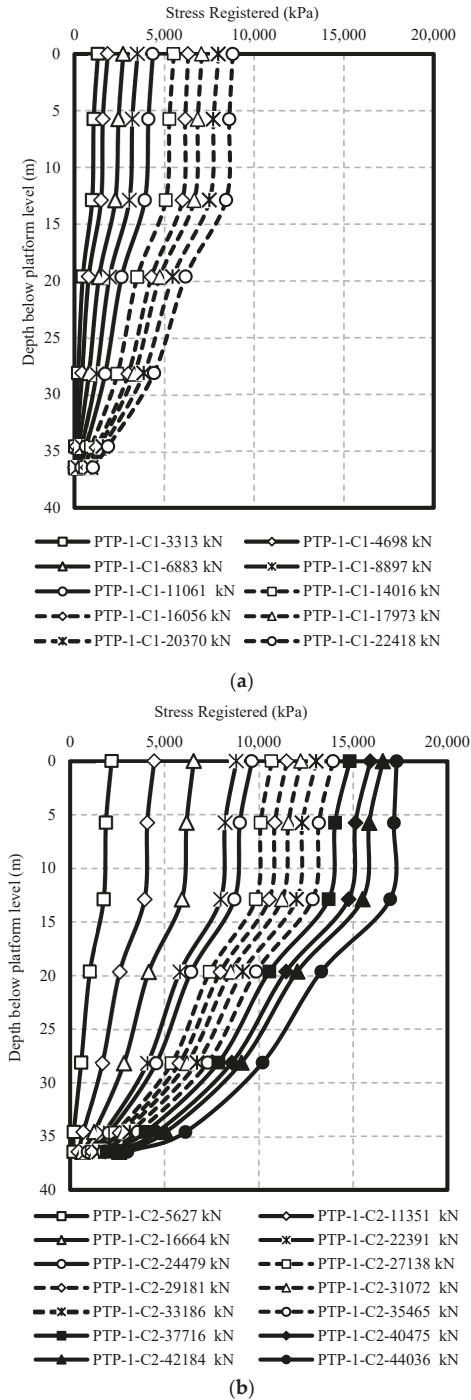 Stress Registered (kPa)
0 5,000 10,000 15,000 20,000
0
5
10
15
20
25
30
35
40
Depth below platform level (m)
PTP-1-C1-3313 kN PTP-1-C1-4698 kN
PTP-1-C1-6883 kN PTP-1-C1-8897 kN
PTP-1-C1-11061 kN PTP-1-C1-14016 kN
PTP-1-C1-16056 kN PTP-1-C1-17973 kN
PTP-1-C1-20370 kN PTP-1-C1-22418 kN
(a)
Stress Registered (kPa)
0 5,000 10,000 15,000 20,000
0
5
10
15
20
25
30
35
40
Depth below platform level (m)
PTP-1-C2-5627 kN PTP-1-C2-11351 kN
PTP-1-C2-16664 kN PTP-1-C2-22391 kN
PTP-1-C2-24479 kN PTP-1-C2-27138 kN
PTP-1-C2-29181 kN PTP-1-C2-31072 kN
PTP-1-C2-33186 kN PTP-1-C2-35465 kN
PTP-1-C2-37716 kN PTP-1-C2-40475 kN
PTP-1-C2-42184 kN PTP-1-C2-44036 kN
(b)